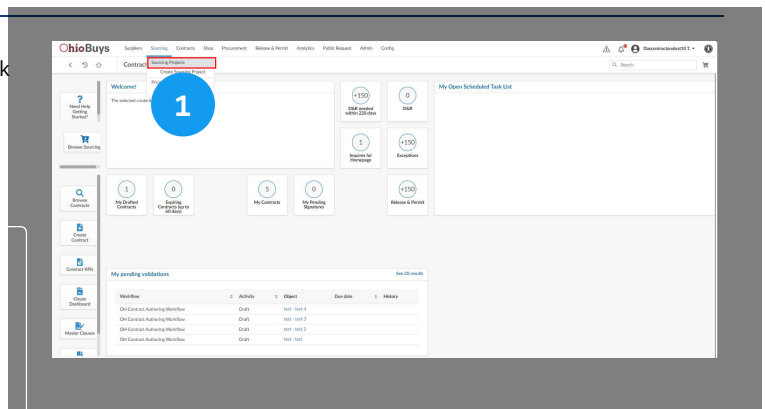 k
OhioBuys Suppliers Sourcing Contracts Shop Procurement Release & Permit Analytics Public Request Admin Config
Contract
Sourcing Projects
Search
Create Sourcing Project
1
Need Help Getting Started?
Browse Sourcing
Browse Contracts
Create Contract
Contract KPIs
Clause Dashboard
Master Clauses
Welcome!
+150
D&R needed within 220 days
0
D&R
1
Inquires for Homepage
+150
Exceptions
My Open Scheduled Task List
1
My Drafted Contracts
0
Expiring Contracts (up to 60 days)
5
My Contracts
0
My Pending Signatures
+150
Release & Permit
My pending validations
See 20 results
Workflow Activity Object Due date History
OH Contract Authoring Workflow Draft test - test 4
OH Contract Authoring Workflow Draft test - test 3
OH Contract Authoring Workflow Draft test - test 2
OH Contract Authoring Workflow Draft test - test